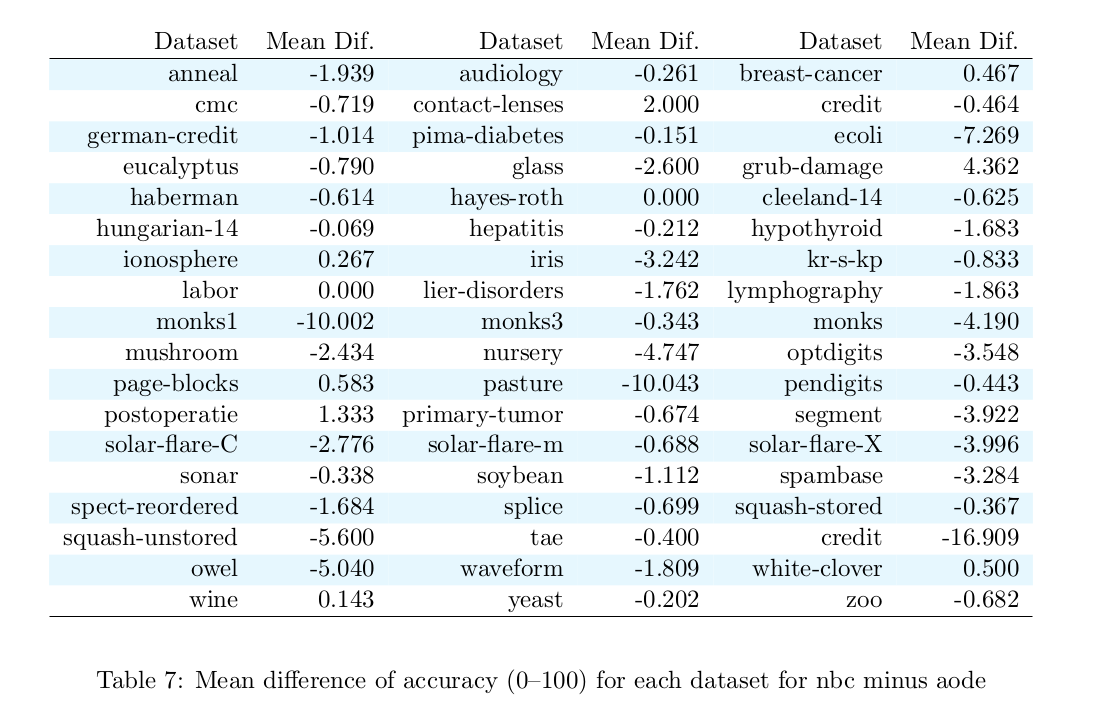 Dataset Mean Dif. Dataset Mean Dif. Dataset Mean Dif.
anneal -1.939 audiology -0.261 breast-cancer 0.467
cmc -0.719 contact-lenses 2.000 credit -0.464
german-credit -1.014 pima-diabetes -0.151 ecoli -7.269
eucalyptus -0.790 glass -2.600 grub-damage 4.362
haberman -0.614 hayes-roth 0.000 cleeland-14 -0.625
hungarian-14 -0.069 hepatitis -0.212 hypothyroid -1.683
ionosphere 0.267 iris -3.242 kr-s-kp -0.833
labor 0.000 lier-disorders -1.762 lymphography -1.863
monks1 -10.002 monks3 -0.343 monks -4.190
mushroom -2.434 nursery -4.747 optdigits -3.548
page-blocks 0.583 pasture -10.043 pendigits -0.443
postoperatie 1.333 primary-tumor -0.674 segment -3.922
solar-flare-C -2.776 solar-flare-m -0.688 solar-flare-X -3.996
sonar -0.338 soybean -1.112 spambase -3.284
spect-reordered -1.684 splice -0.699 squash-stored -0.367
squash-unstored -5.600 tae -0.400 credit -16.909
owel -5.040 waveform -1.809 white-clover 0.500
wine 0.143 yeast -0.202 zoo -0.682
Table 7: Mean difference of accuracy (0–100) for each dataset for nbc minus aode